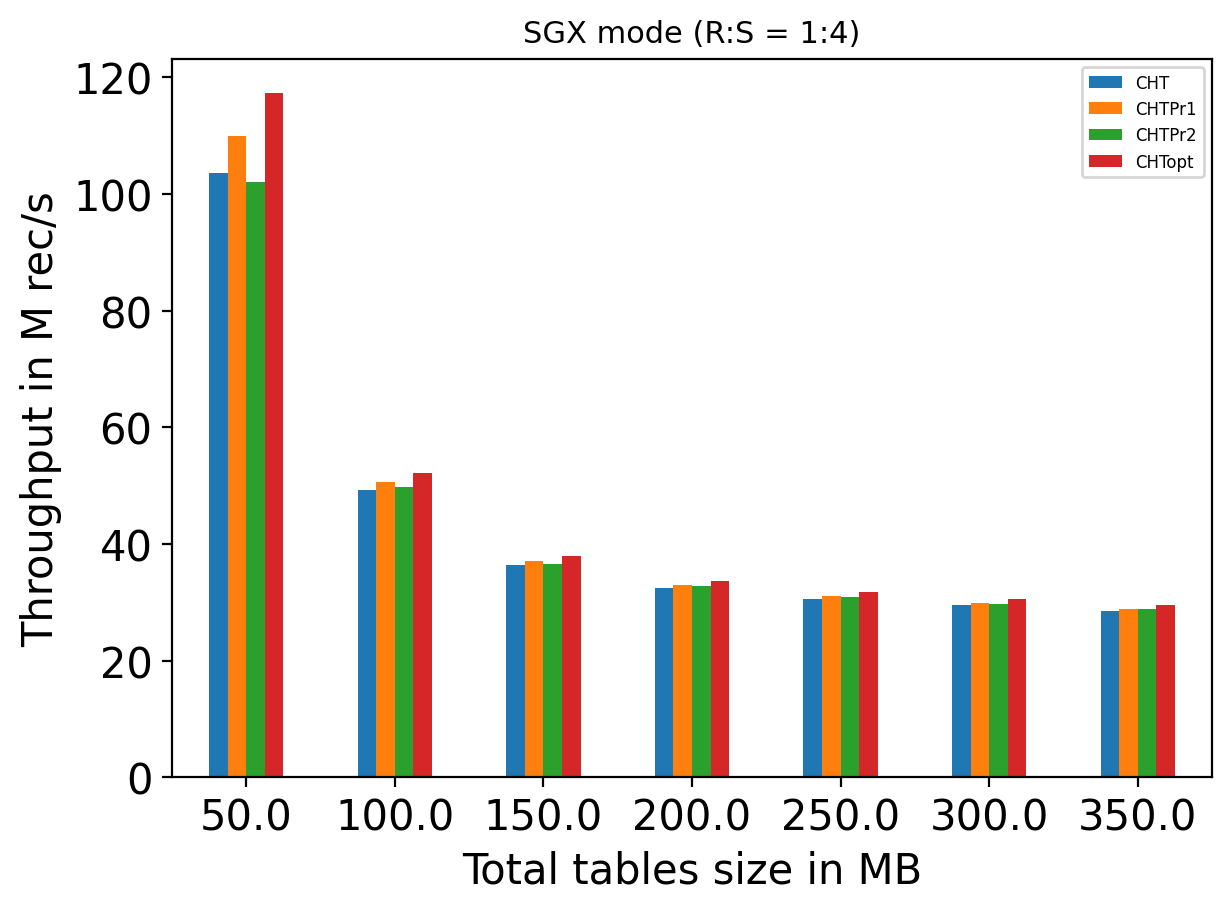 SGX mode (R:S = 1:4)
CHT
CHTPr1
CHTPr2
CHTopt
Throughput in M rec/s
120
100
80
60
40
20
0
50.0 100.0 150.0 200.0 250.0 300.0 350.0
Total tables size in MB